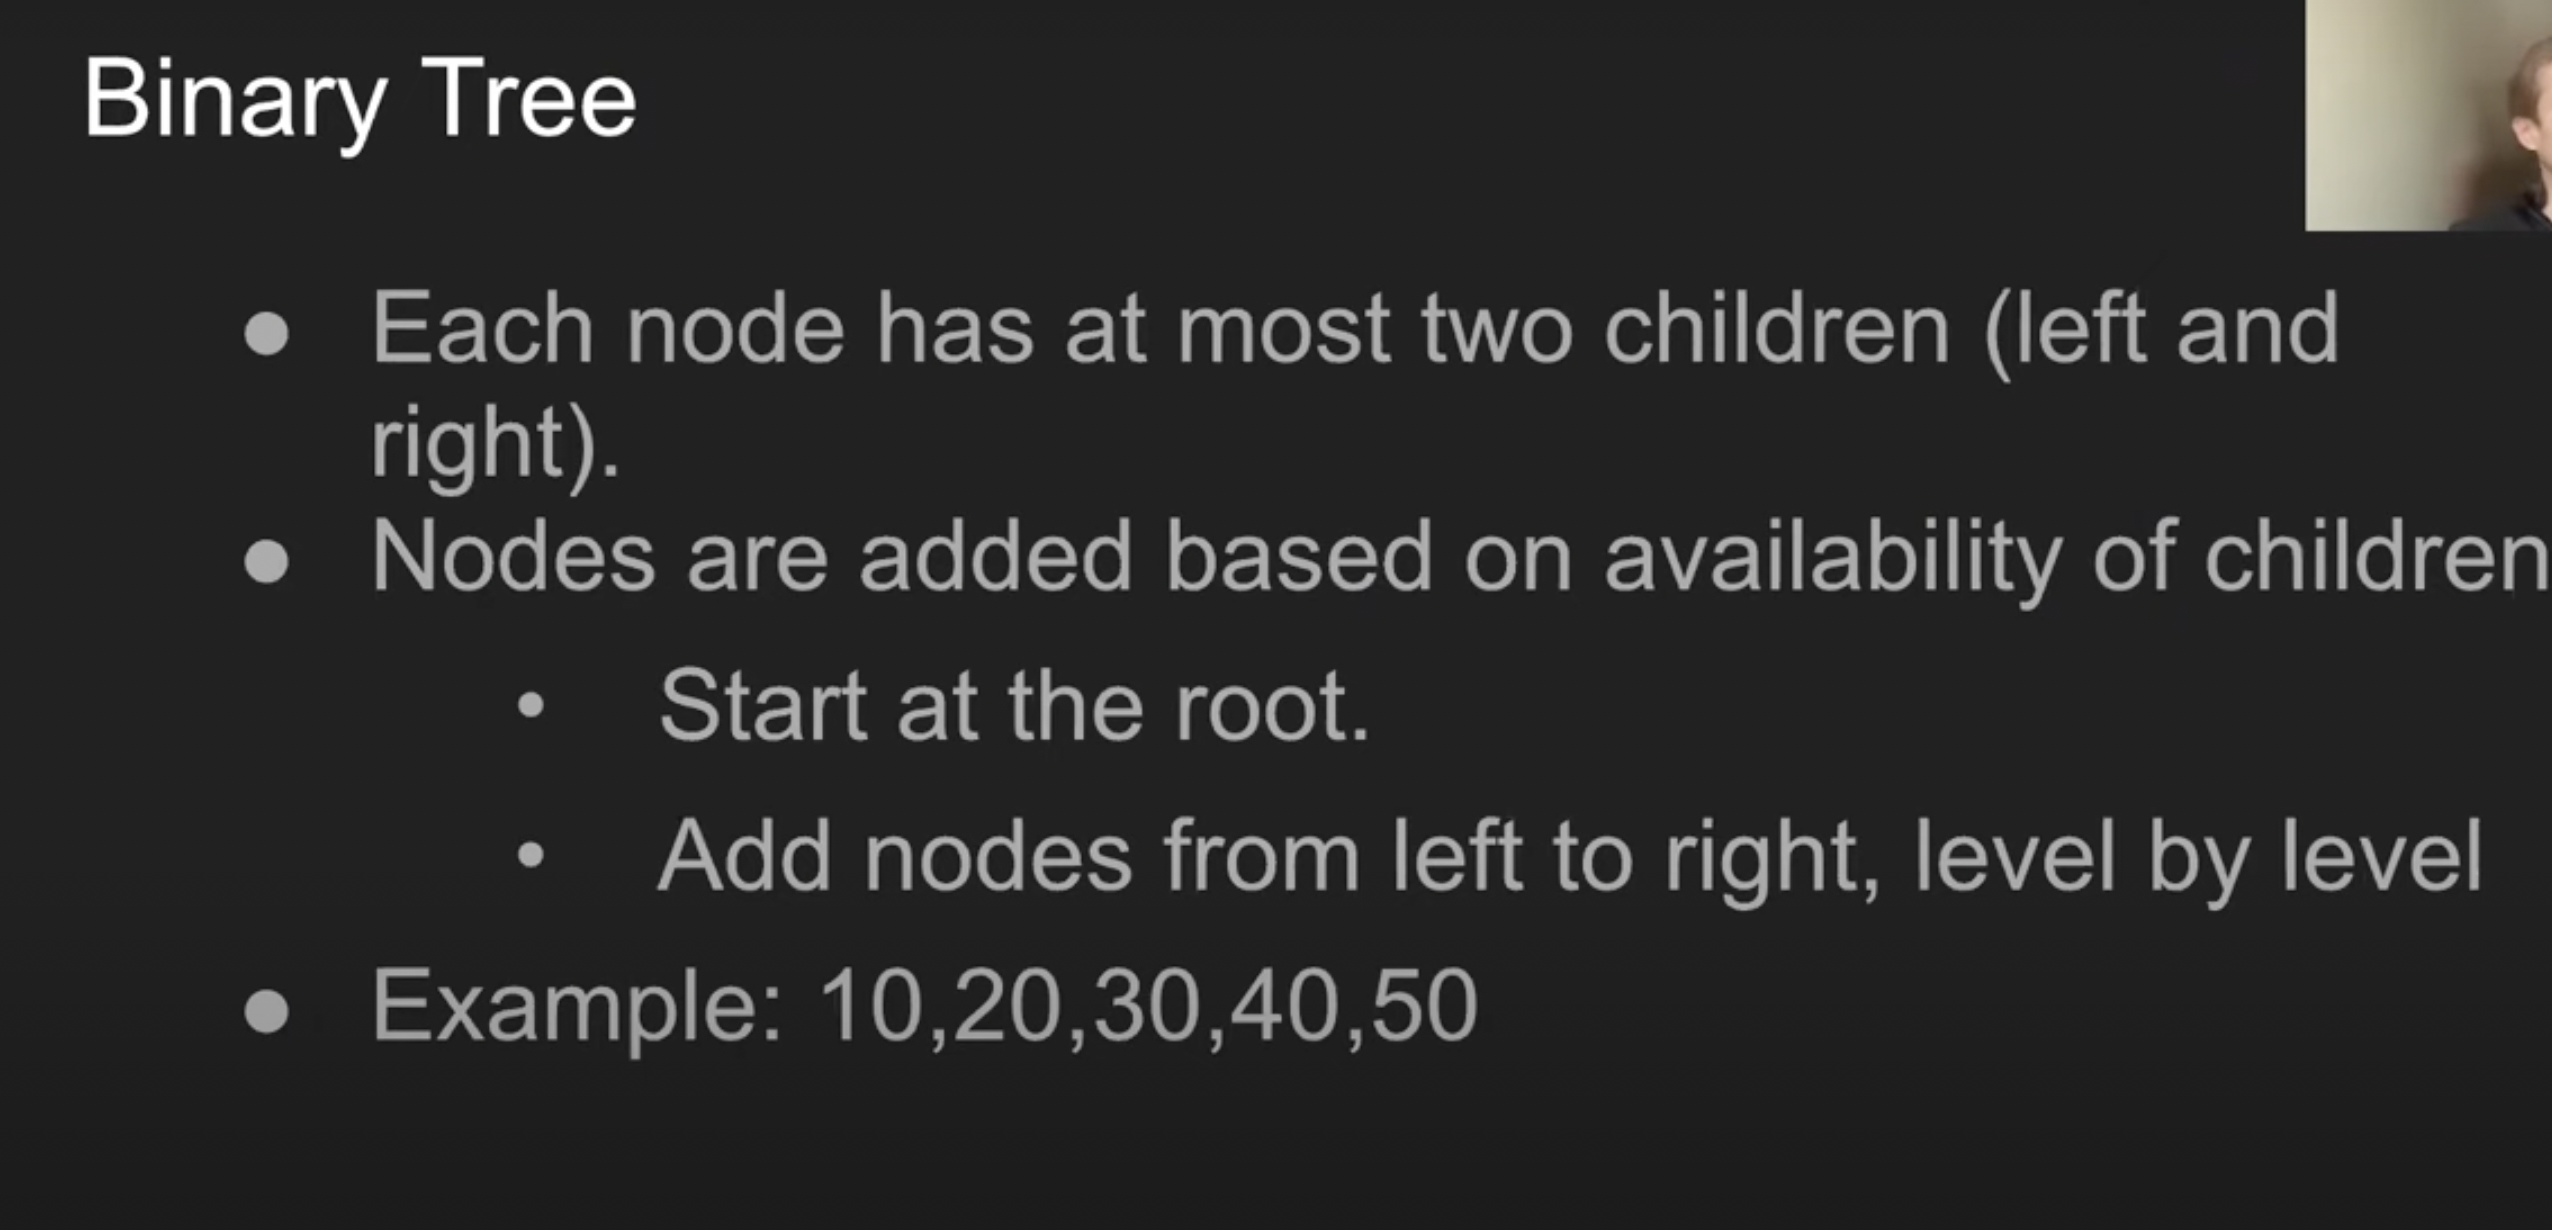 Binary Tree
● Each node has at most two children (left and
right).
● Nodes are added based on availability of children
• Start at the root.
• Add nodes from left to right, level by level
● Example: 10,20,30,40,50